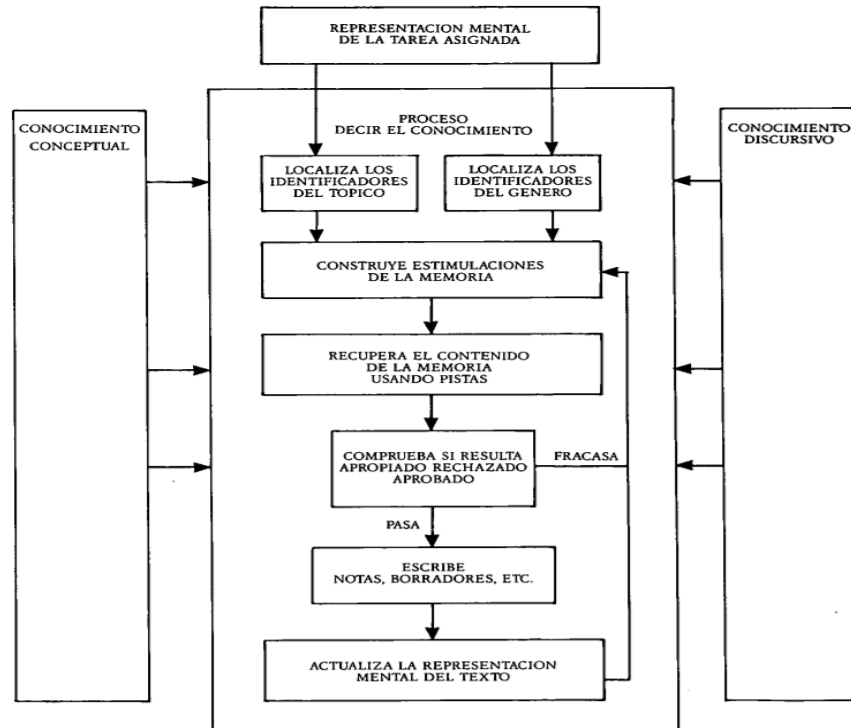 REPRESENTACION MENTAL
DE LA TAREA ASIGNADA
CONOCIMIENTO
CONCEPTUAL
PROCESO
DECIR EL CONOCIMIENTO
CONOCIMIENTO
DISCURSIVO
LOCALIZA LOS
IDENTIFICADORES
DEL TOPICO
LOCALIZA LOS
IDENTIFICADORES
DEL GENERO
CONSTRUYE ESTIMULACIONES
DE LA MEMORIA
RECUPERA EL CONTENIDO
DE LA MEMORIA
USANDO PISTAS
COMPRUEBA SI RESULTA
APROPIADO RECHAZADO
APROBADO
FRACASA
PASA
ESCRIBE
NOTAS, BORRADORES, ETC.
ACTUALIZA LA REPRESENTACION
MENTAL DEL TEXTO